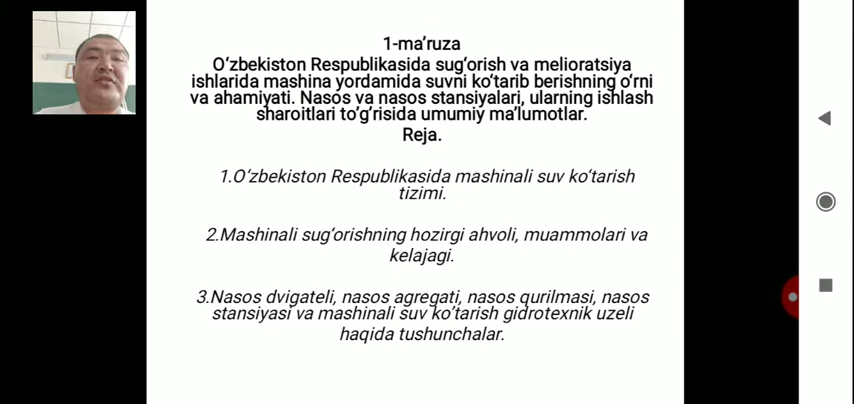 1-ma’ruza
O‘zbekiston Respublikasida sug‘orish va melioratsiya
ishlarida mashina yordamida suvni ko‘tarib berishning o‘rni
va ahamiyati. Nasos va nasos stansiyalari, ularning ishlash
sharoitlari to’g’risida umumiy ma’lumotlar.
Reja.
1.O‘zbekiston Respublikasida mashinali suv ko‘tarish
tizimi.
2.Mashinali sug‘orishning hozirgi ahvoli, muammolari va
kelajagi.
3.Nasos dvigateli, nasos agregati, nasos qurilmasi, nasos
stansiyasi va mashinali suv ko’tarish gidrotexnik uzeli
haqida tushunchalar.